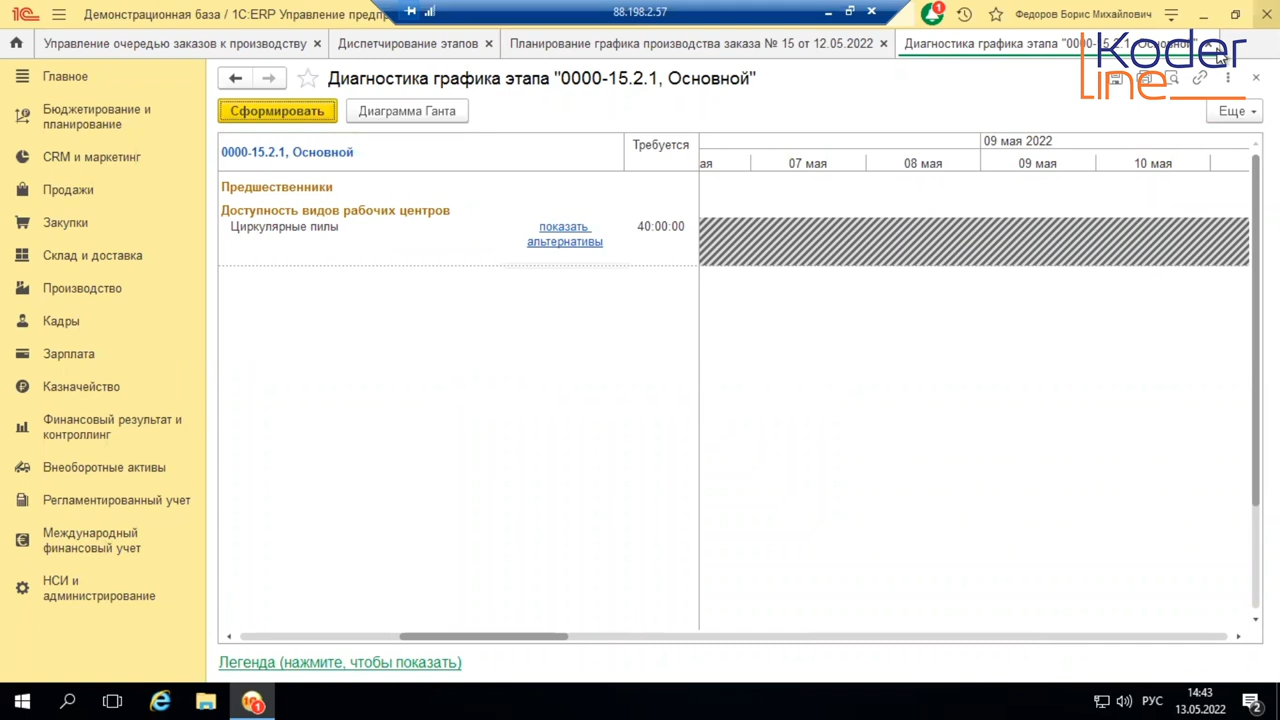 1С Демонстрационная база / 1С:ERP Управление предпр
88.198.2.57
1
Федоров Борис Михайлович
Управление очередью заказов к производству
Диспетчирование этапов
Планирование графика производства заказа № 15 от 12.05.2022
Диагностика графика этапа "0000-15.2.1, Основной"
Koder
line
Главное
Бюджетирование и
планирование
CRM и маркетинг
Продажи
Закупки
Склад и доставка
Производство
Кадры
Зарплата
Казначейство
Финансовый результат и
контроллинг
Внеоборотные активы
Регламентированный учет
Международный
финансовый учет
НСИ и
администрирование
Диагностика графика этапа "0000-15.2.1, Основной"
Сформировать
Диаграмма Ганта
Еще
0000-15.2.1, Основной
Требуется
09 мая 2022
ая
07 мая
08 мая
09 мая
10 мая
Предшественники
Доступность видов рабочих центров
Циркулярные пилы
показать
альтернативы
40:00:00
Легенда (нажмите, чтобы показать)
1
РУС
14:43
13.05.2022
2